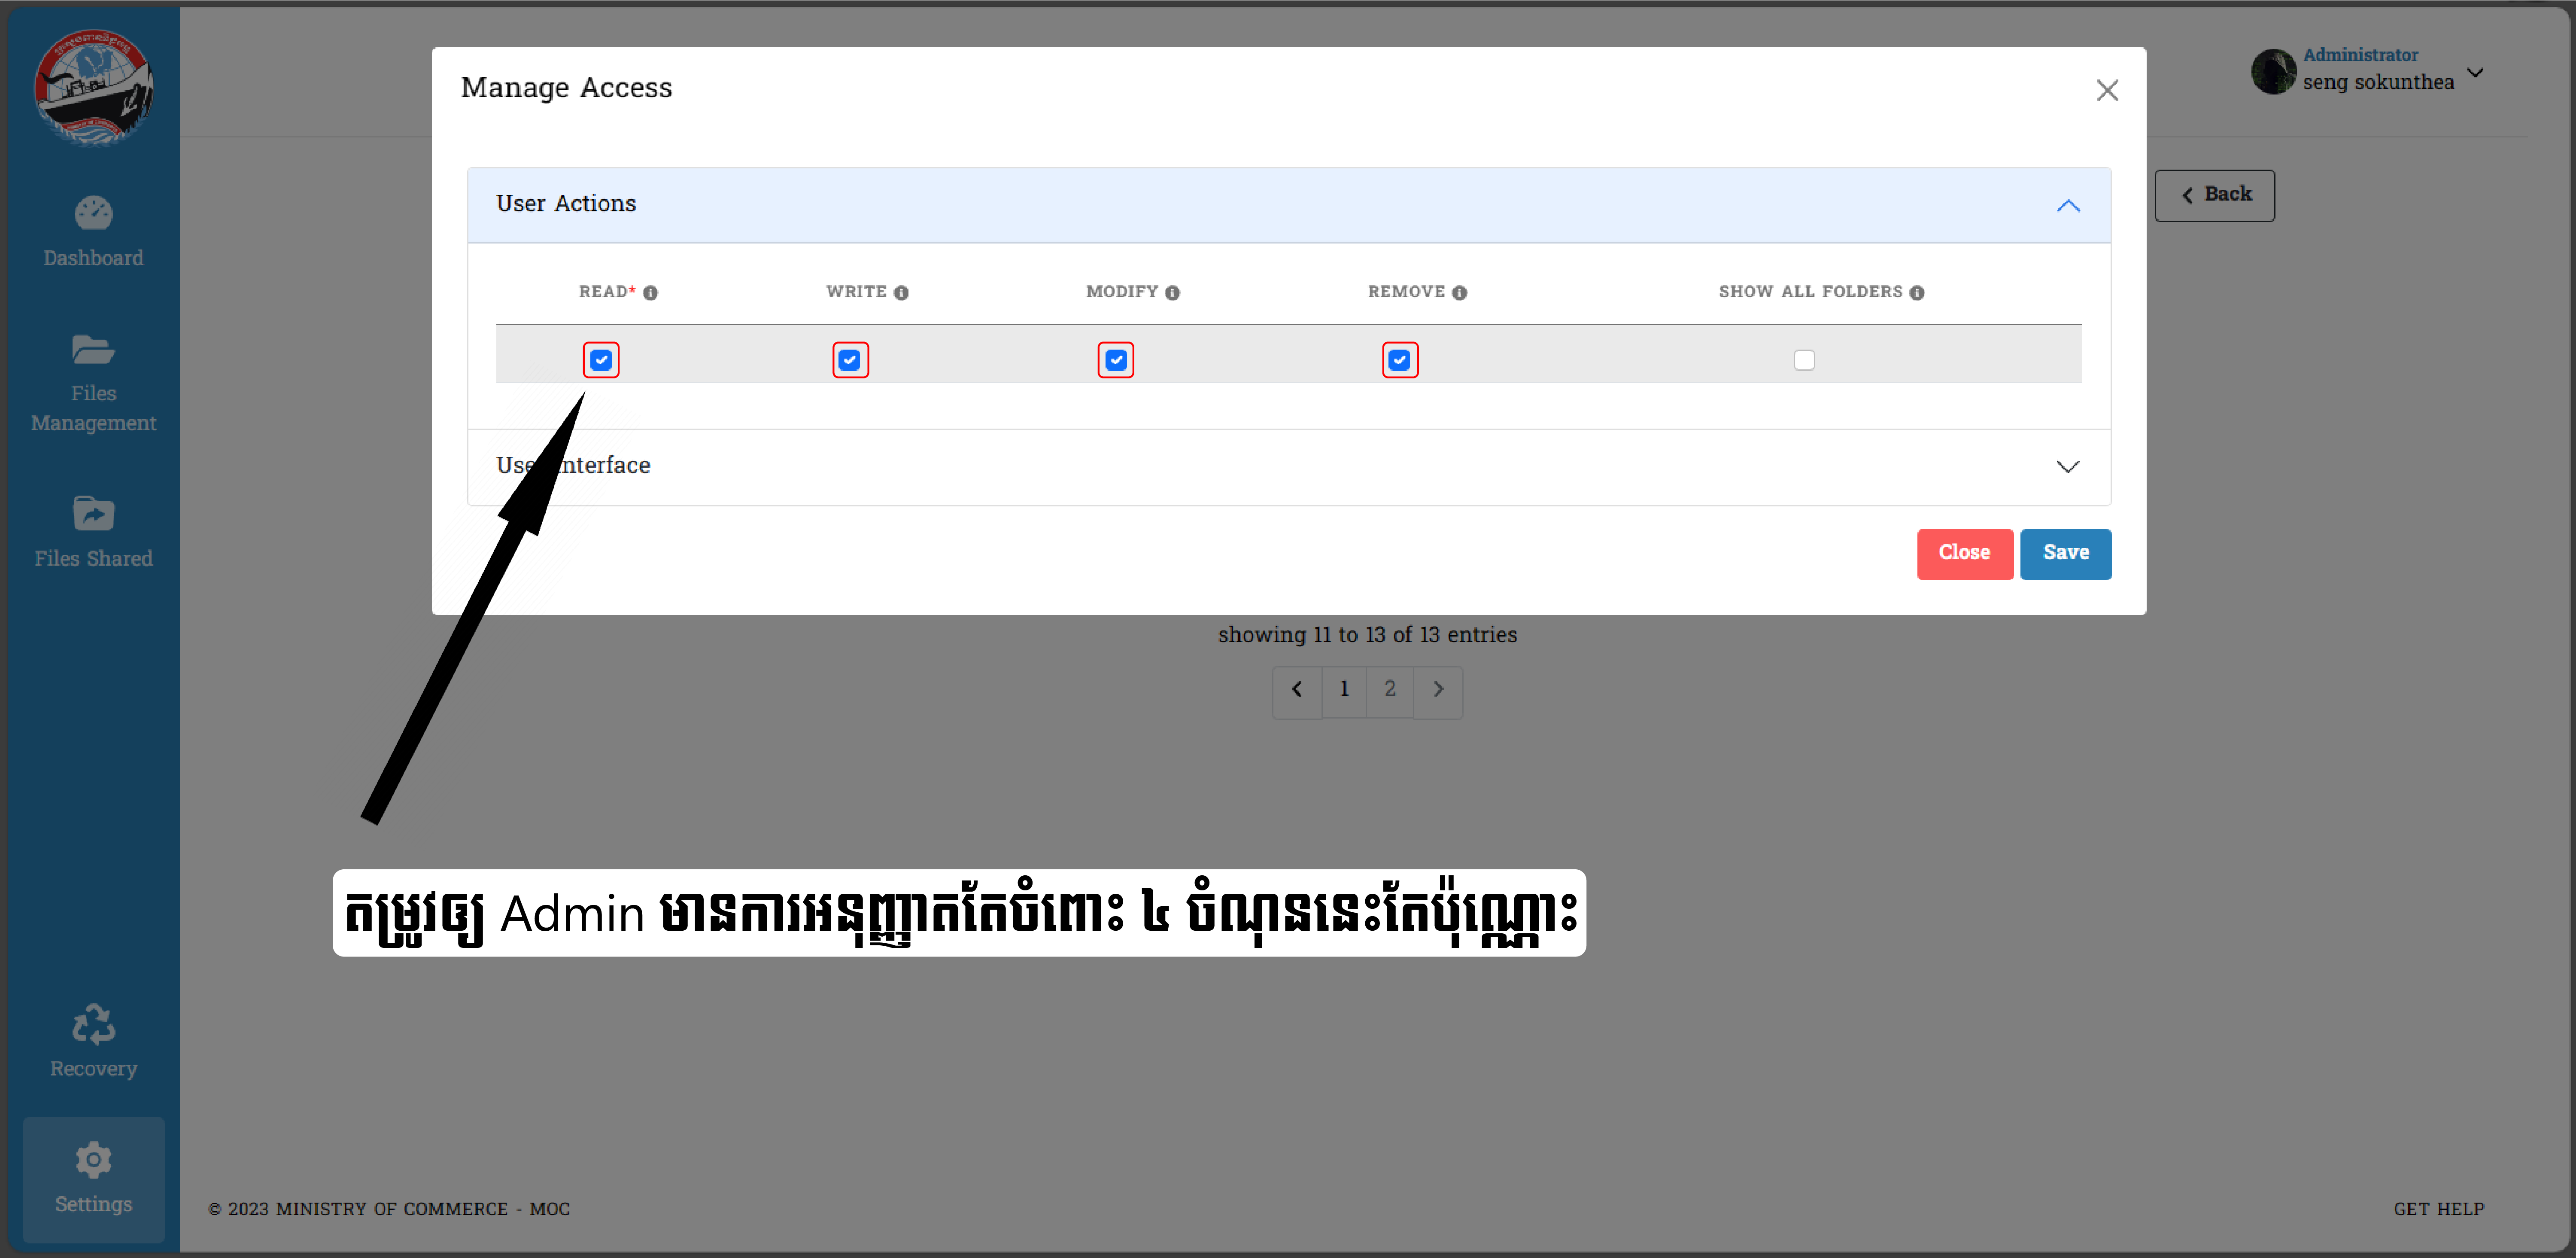 Manage Access
Administrator
seng sokunthea
User Actions
Back
READ*
WRITE
MODIFY
REMOVE
SHOW ALL FOLDERS
Interface
Close
Save
Dashboard
Files
Management
Files Shared
showing 11 to 13 of 13 entries
1
2
តម្រូវឲ្យ Admin មានការអនុញ្ញាតតែចំពោះ ៤ ចំណុចនេះតែប៉ុណ្ណោះ
Recovery
Settings
© 2023 MINISTRY OF COMMERCE - MOC
GET HELP